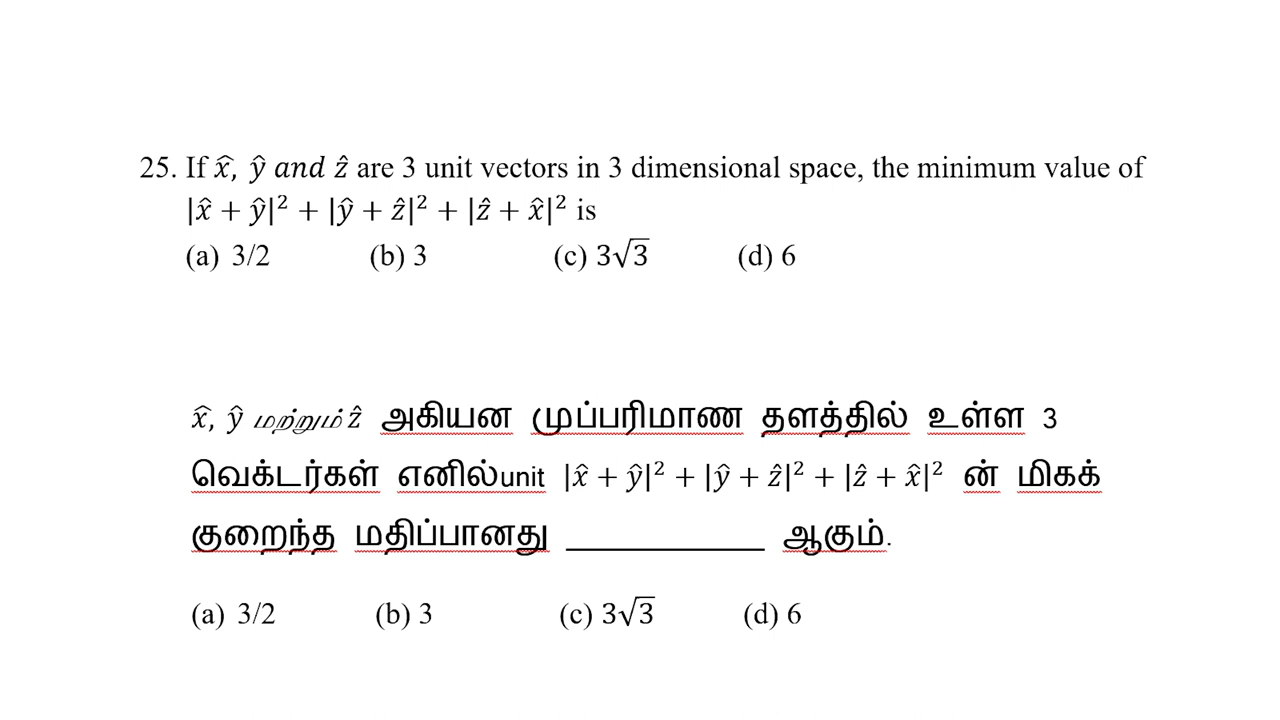 25. If x̂, ŷ and ẑ are 3 unit vectors in 3 dimensional space, the minimum value of
|x̂ + ŷ|² + |ŷ + ẑ|² + |ẑ + x̂|² is
(a) 3/2 (b) 3 (c) 3√3 (d) 6
x̂, ŷ மற்றும் ẑ அகியன முப்பரிமாண தளத்தில் உள்ள 3
வெக்டர்கள் எனில்unit |x̂ + ŷ|² + |ŷ + ẑ|² + |ẑ + x̂|² ன் மிகக்
குறைந்த மதிப்பானது ____________ ஆகும்.
(a) 3/2 (b) 3 (c) 3√3 (d) 6